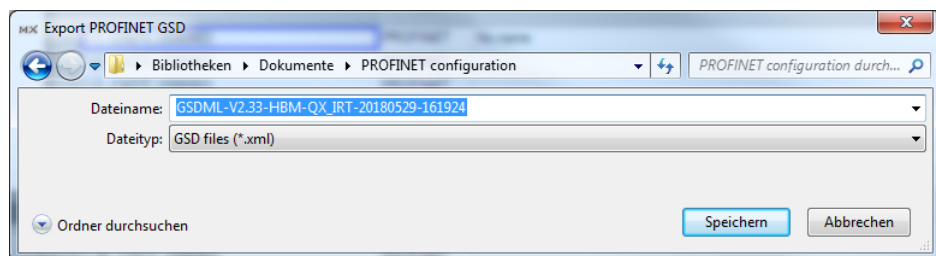 MX Export PROFINET GSD
Bibliotheken Dokumente PROFINET configuration PROFINET configuration durch...
Dateiname: GSDML-V2.33-HBM-QX_IRT-20180529-161924
Dateityp: GSD files (*.xml)
Ordner durchsuchen Speichern Abbrechen